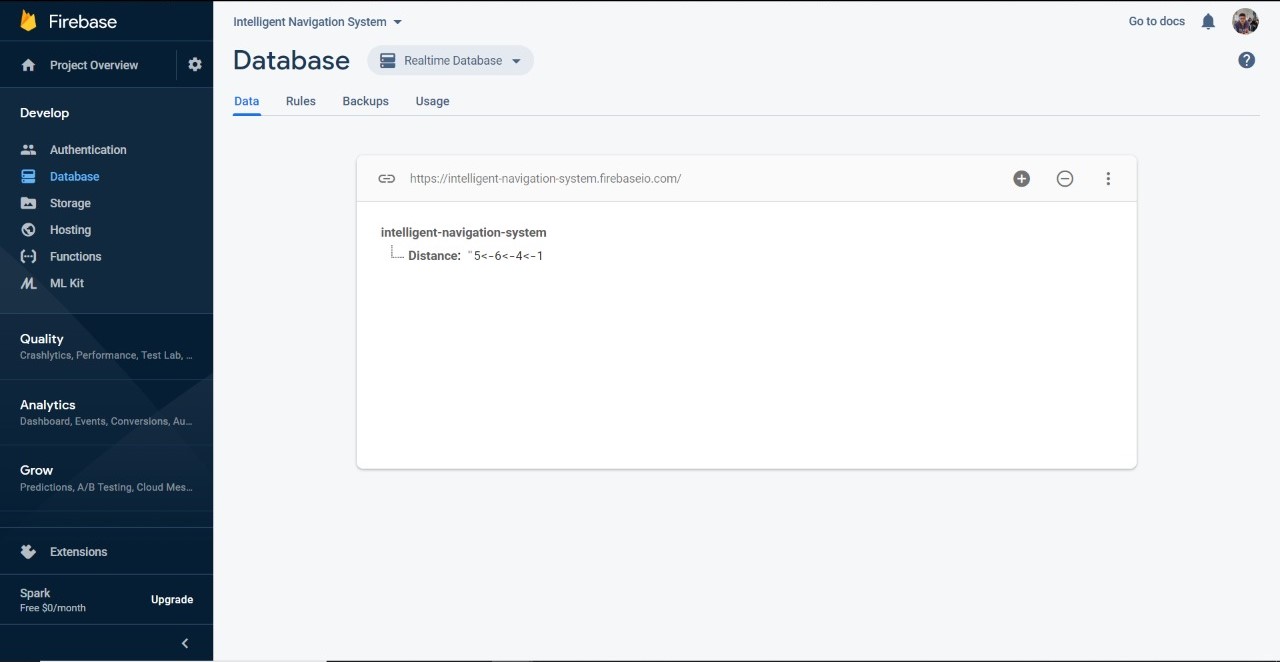 Firebase
Project Overview
Develop
Authentication
Database
Storage
Hosting
Functions
ML Kit
Quality
Crashlytics, Performance, Test Lab, ...
Analytics
Dashboard, Events, Conversions, Au...
Grow
Predictions, A/B Testing, Cloud Mes...
Extensions
Spark
Free $0/month
Upgrade
Intelligent Navigation System
Go to docs
Database
Realtime Database
Data Rules Backups Usage
https://intelligent-navigation-system.firebaseio.com/
intelligent-navigation-system
Distance: "5<-6<-4<-1